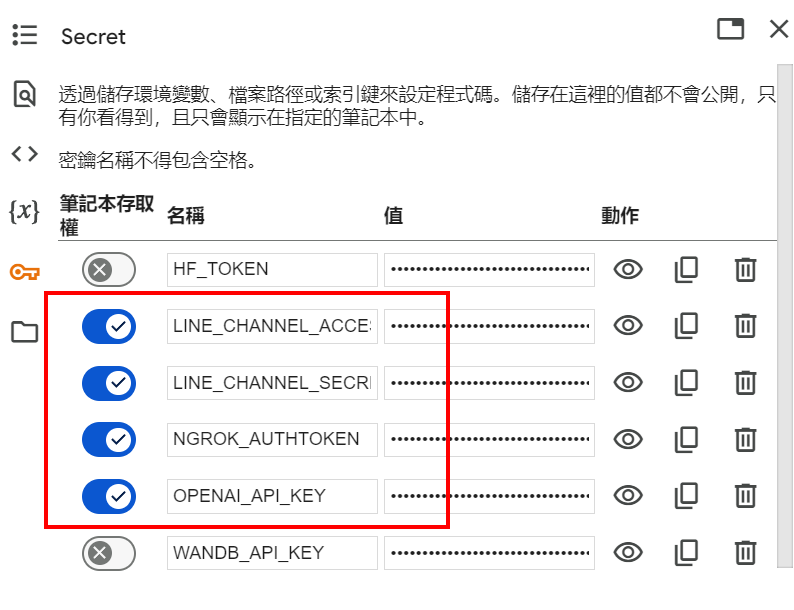 Secret
透過儲存環境變數、檔案路徑或索引鍵來設定程式碼。儲存在這裡的值都不會公開，只
有你看得到，且只會顯示在指定的筆記本中。
密鑰名稱不得包含空格。
筆記本存取
權
名稱
值
動作
HF_TOKEN
••••••••••••••••••••••••••••••••••
LINE_CHANNEL_ACCES
••••••••••••••••••••••••••••••••••
LINE_CHANNEL_SECRI
••••••••••••••••••••••••••••••••••
NGROK_AUTHTOKEN
••••••••••••••••••••••••••••••••••
OPENAI_API_KEY
••••••••••••••••••••••••••••••••••
WANDB_API_KEY
••••••••••••••••••••••••••••••••••